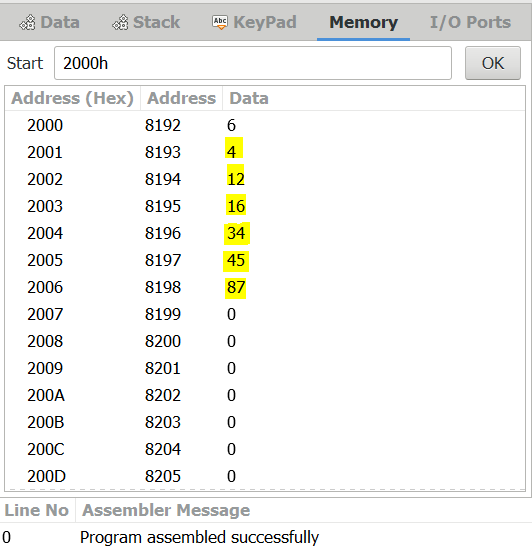 Data Stack Abc KeyPad Memory I/O Ports
Start 2000h OK
Address (Hex) Address Data
2000 8192 6
2001 8193 4
2002 8194 12
2003 8195 16
2004 8196 34
2005 8197 45
2006 8198 87
2007 8199 0
2008 8200 0
2009 8201 0
200A 8202 0
200B 8203 0
200C 8204 0
200D 8205 0
Line No Assembler Message
0 Program assembled successfully